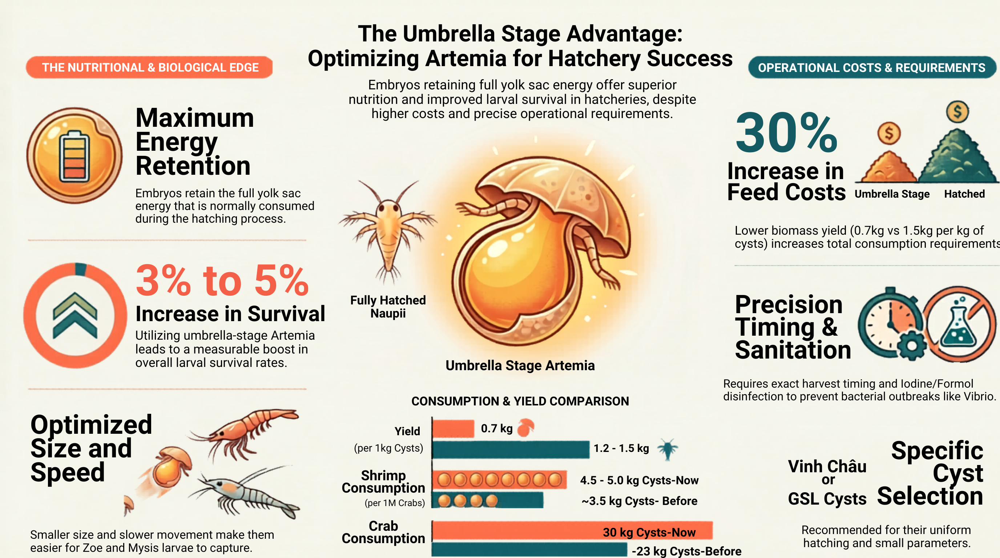 The Umbrella Stage Advantage:
Optimizing Artemia for Hatchery Success
Embryos retaining full yolk sac energy offer superior
nutrition and improved larval survival in hatcheries, despite
higher costs and precise operational requirements.
THE NUTRITIONAL & BIOLOGICAL EDGE
Maximum
Energy
Retention
Embryos retain the full yolk sac
energy that is normally consumed
during the hatching process.
3% to 5%
Increase in Survival
Utilizing umbrella-stage Artemia
leads to a measurable boost in
overall larval survival rates.
Optimized
Size and
Speed
Smaller size and slower movement make them
easier for Zoe and Mysis larvae to capture.
Fully Hatched
Naupii
Umbrella Stage Artemia
CONSUMPTION & YIELD COMPARISON
Yield
(per 1kg Cysts)
0.7 kg
1.2 - 1.5 kg
Shrimp
Consumption
(per 1M Crabs)
4.5 - 5.0 kg Cysts-Now
~3.5 kg Cysts- Before
Crab
Consumption
30 kg Cysts-Now
-23 kg Cysts-Before
OPERATIONAL COSTS & REQUIREMENTS
30%
Increase in
Feed Costs
$
$
Umbrella Stage
Hatched
Lower biomass yield (0.7kg vs 1.5kg per kg of
cysts) increases total consumption requirements
Precision
Timing &
Sanitation
Requires exact harvest timing and Iodine/Formol
disinfection to prevent bacterial outbreaks like Vibrio.
Vinh Châu
or
GSL Cysts
Specific
Cyst
Selection
Recommended for their uniform
hatching and small parameters.